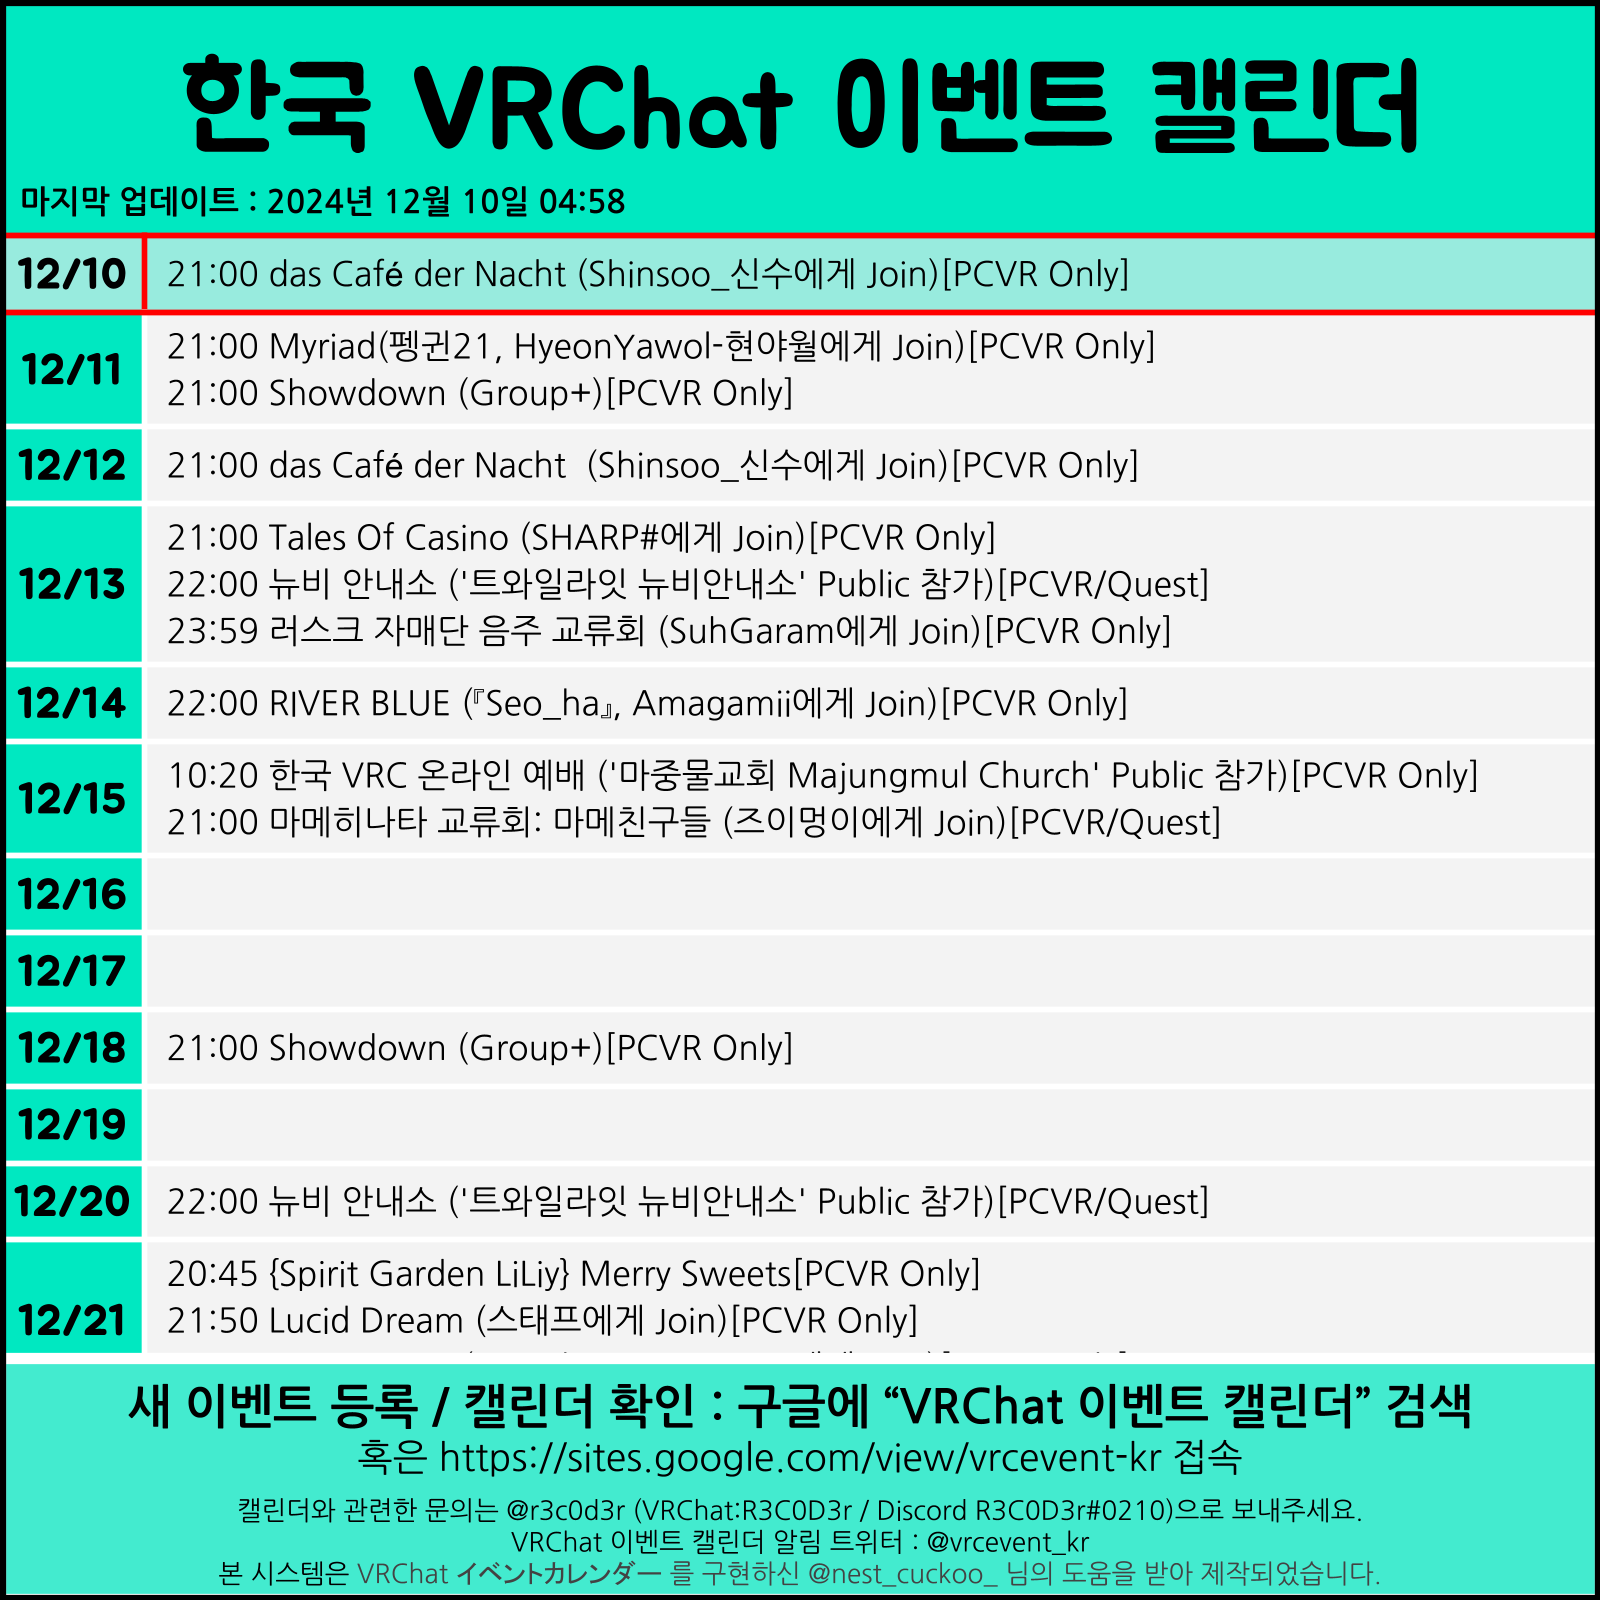 한국 VRChat 이벤트 캘린더
마지막 업데이트 : 2024년 12월 10일 04:58
12/10
21:00 das Café der Nacht (Shinsoo_신수에게 Join)[PCVR Only]
12/11
21:00 Myriad(펭귄21, HyeonYawol-현야월에게 Join)[PCVR Only]
21:00 Showdown (Group+)[PCVR Only]
12/12
21:00 das Café der Nacht  (Shinsoo_신수에게 Join)[PCVR Only]
12/13
21:00 Tales Of Casino (SHARP#에게 Join)[PCVR Only]
22:00 뉴비 안내소 ('트와일라잇 뉴비안내소' Public 참가)[PCVR/Quest]
23:59 러스크 자매단 음주 교류회 (SuhGaram에게 Join)[PCVR Only]
12/14
22:00 RIVER BLUE (『Seo_ha』, Amagamii에게 Join)[PCVR Only]
12/15
10:20 한국 VRC 온라인 예배 ('마중물교회 Majungmul Church' Public 참가)[PCVR Only]
21:00 마메히나타 교류회: 마메친구들 (즈이멍이에게 Join)[PCVR/Quest]
12/16
12/17
12/18
21:00 Showdown (Group+)[PCVR Only]
12/19
12/20
22:00 뉴비 안내소 ('트와일라잇 뉴비안내소' Public 참가)[PCVR/Quest]
12/21
20:45 {Spirit Garden LiLiy} Merry Sweets[PCVR Only]
21:50 Lucid Dream (스태프에게 Join)[PCVR Only]
새 이벤트 등록 / 캘린더 확인 : 구글에 “VRChat 이벤트 캘린더” 검색
혹은 https://sites.google.com/view/vrcevent-kr 접속
캘린더와 관련한 문의는 @r3c0d3r (VRChat:R3C0D3r / Discord R3C0D3r#0210)으로 보내주세요.
VRChat 이벤트 캘린더 알림 트위터 : @vrcevent_kr
본 시스템은 VRChat イベントカレンダー 를 구현하신 @nest_cuckoo_ 님의 도움을 받아 제작되었습니다.